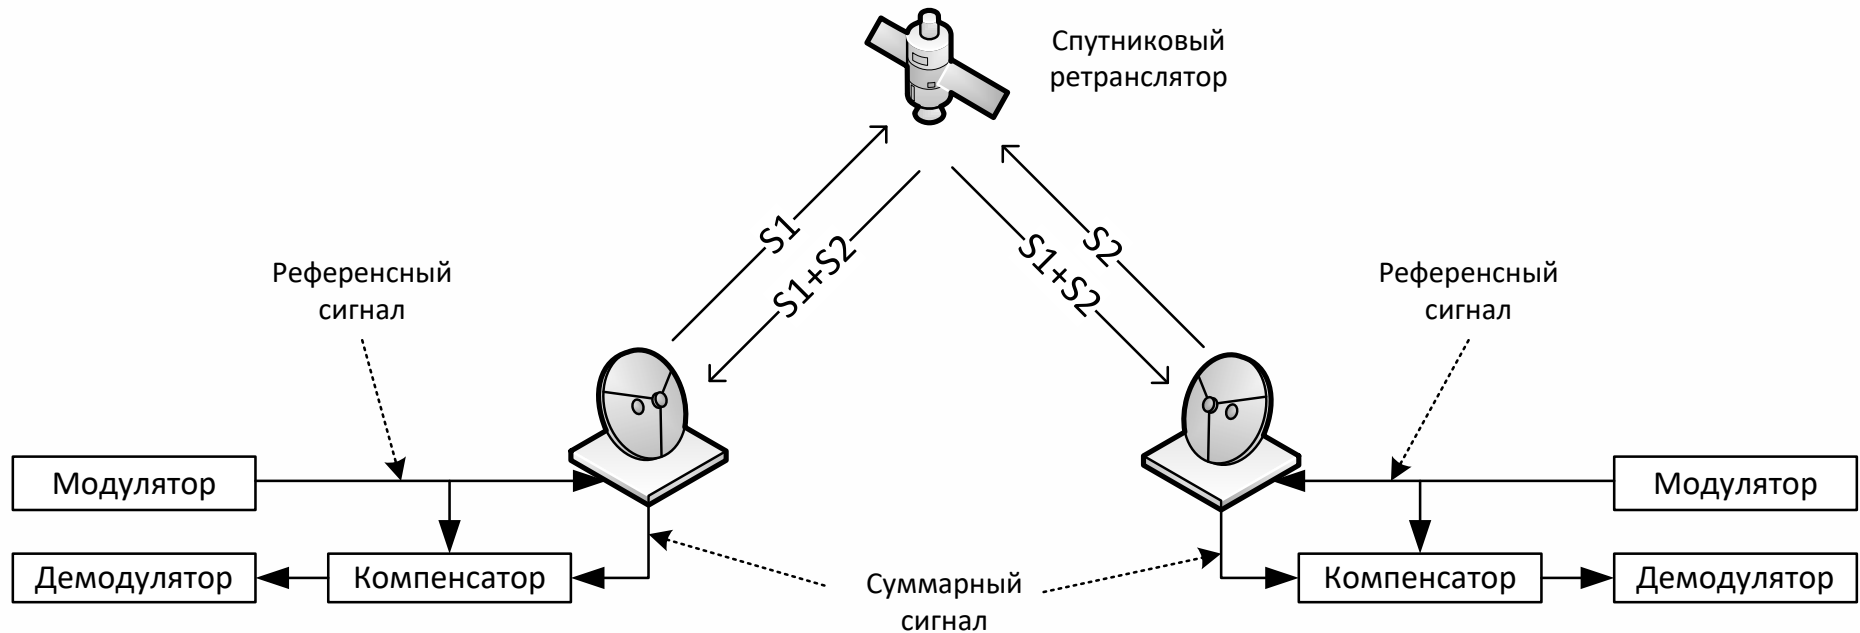 Спутниковый
ретранслятор
S1
S1+S2
S1+S2
S2
Референсный
сигнал
Референсный
сигнал
Модулятор
Модулятор
Демодулятор
Компенсатор
Компенсатор
Демодулятор
Суммарный
сигнал